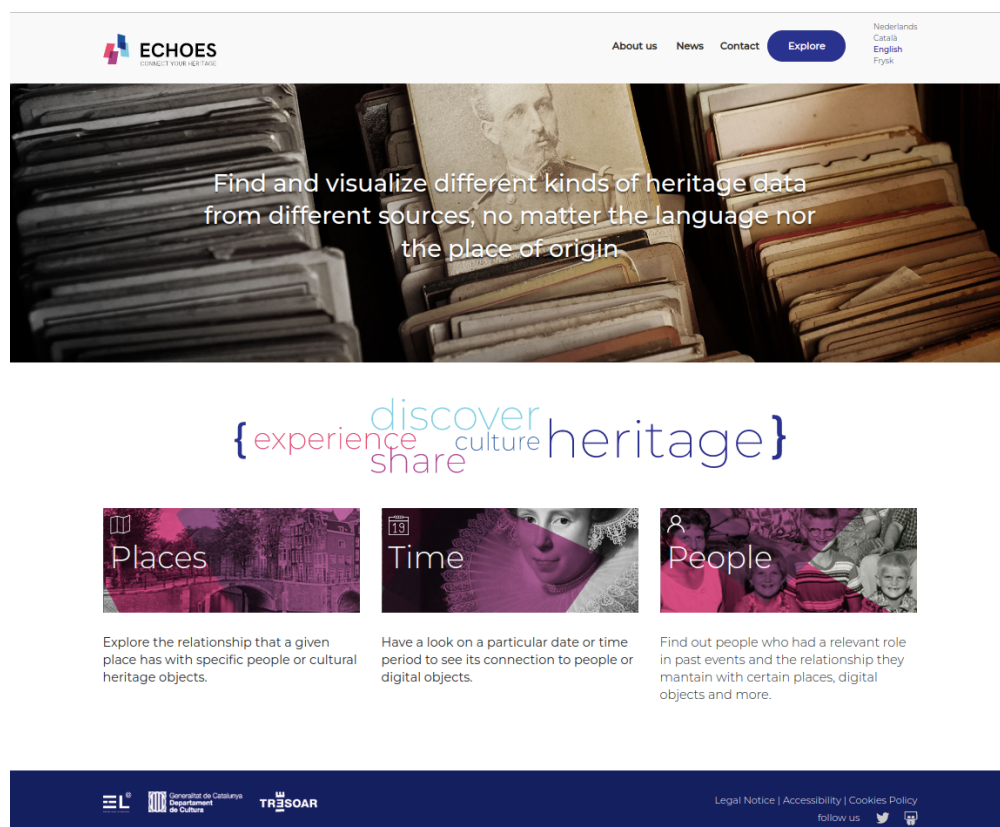 ECHOES
CONNECT YOUR HERITAGE
About us
News
Contact
Explore
Nederlands
Català
English
Frysk
Find and visualize different kinds of heritage data
from different sources, no matter the language nor
the place of origin
{ experience discover share culture heritage }
Places
Explore the relationship that a given
place has with specific people or cultural
heritage objects.
19
Time
Have a look on a particular date or time
period to see its connection to people or
digital objects.
People
Find out people who had a relevant role
in past events and the relationship they
mantain with certain places, digital
objects and more.
EL®
Generalitat de Catalunya
Departament
de Cultura
TRESOAR
Legal Notice | Accessibility | Cookies Policy
follow us